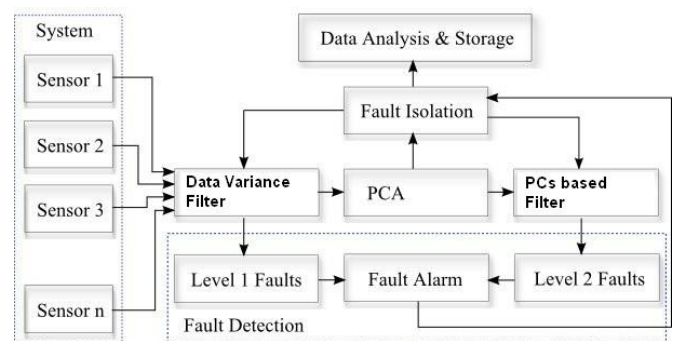 System
Data Analysis & Storage
Sensor 1
Fault Isolation
Sensor 2
Data Variance
Filter
PCA
PCs based
Filter
Sensor 3
Level 1 Faults
Fault Alarm
Level 2 Faults
Sensor n
Fault Detection